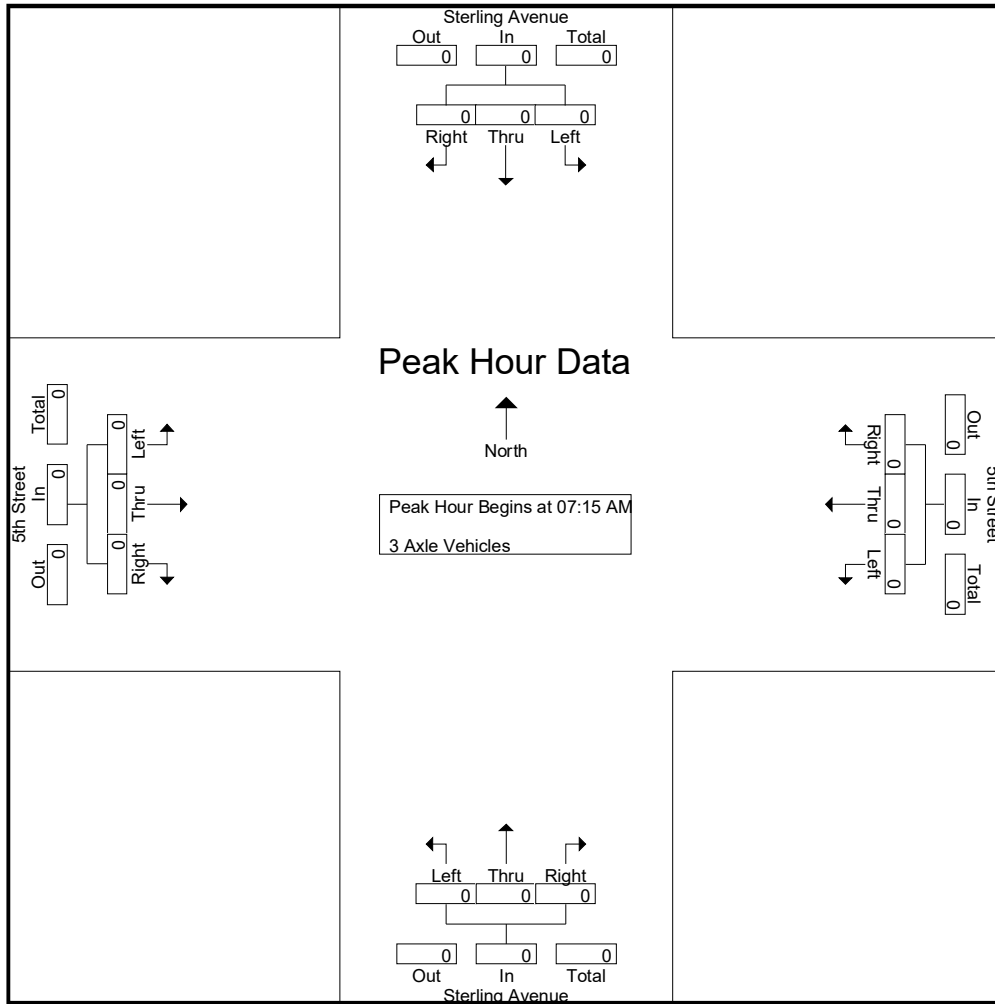 Sterling Avenue
Out In Total
0 0 0
0 0 0
Right Thru Left
Peak Hour Data
North
Peak Hour Begins at 07:15 AM
3 Axle Vehicles
5th Street
Total In Out
0 0 0
0 0 0
Left Thru Right
Right Thru Left
0 0 0
0 0 0
Out In Total
5th Street
Left Thru Right
0 0 0
0 0 0
Out In Total
Sterling Avenue